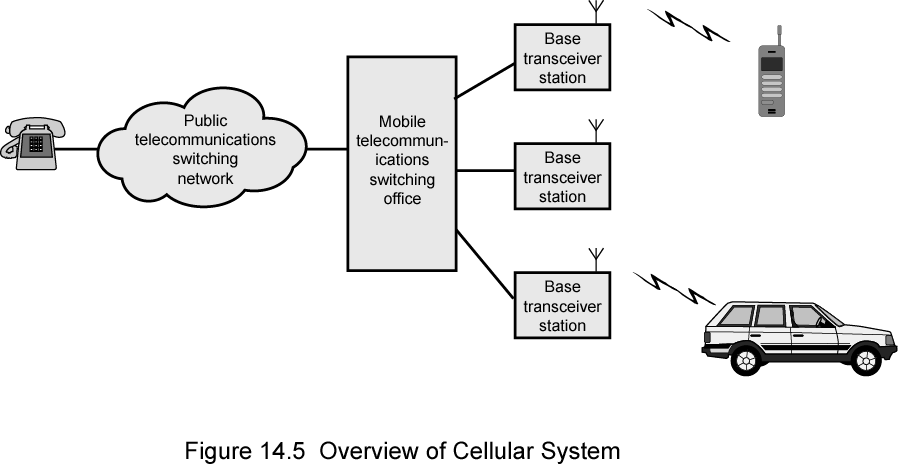 Public
telecommunications
switching
network
Mobile
telecommun-
ications
switching
office
Base
transceiver
station
Base
transceiver
station
Base
transceiver
station
Figure 14.5  Overview of Cellular System